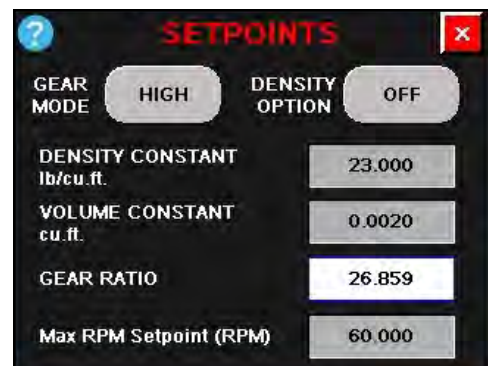 ?
SETPOINTS
×
GEAR MODE HIGH DENSITY OPTION OFF
DENSITY CONSTANT 23.000
lb/cu.ft.
VOLUME CONSTANT 0.0020
cu.ft.
GEAR RATIO 26.859
Max RPM Setpoint (RPM) 60.000